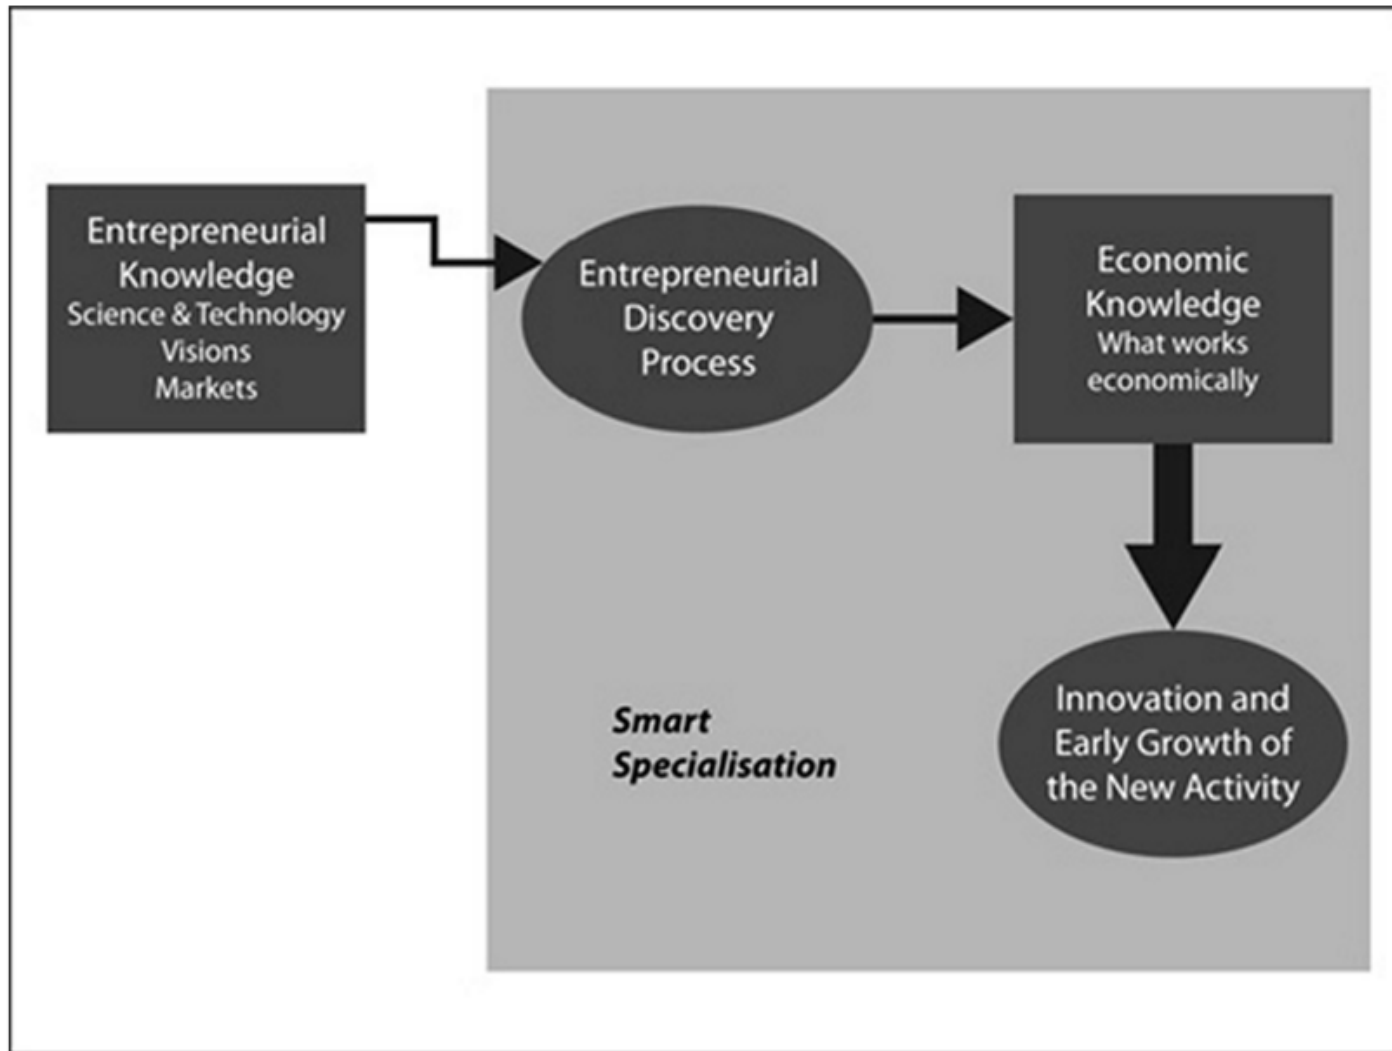 Entrepreneurial
Knowledge
Science & Technology
Visions
Markets
Entrepreneurial
Discovery
Process
Economic
Knowledge
What works
economically
Smart
Specialisation
Innovation and
Early Growth of
the New Activity